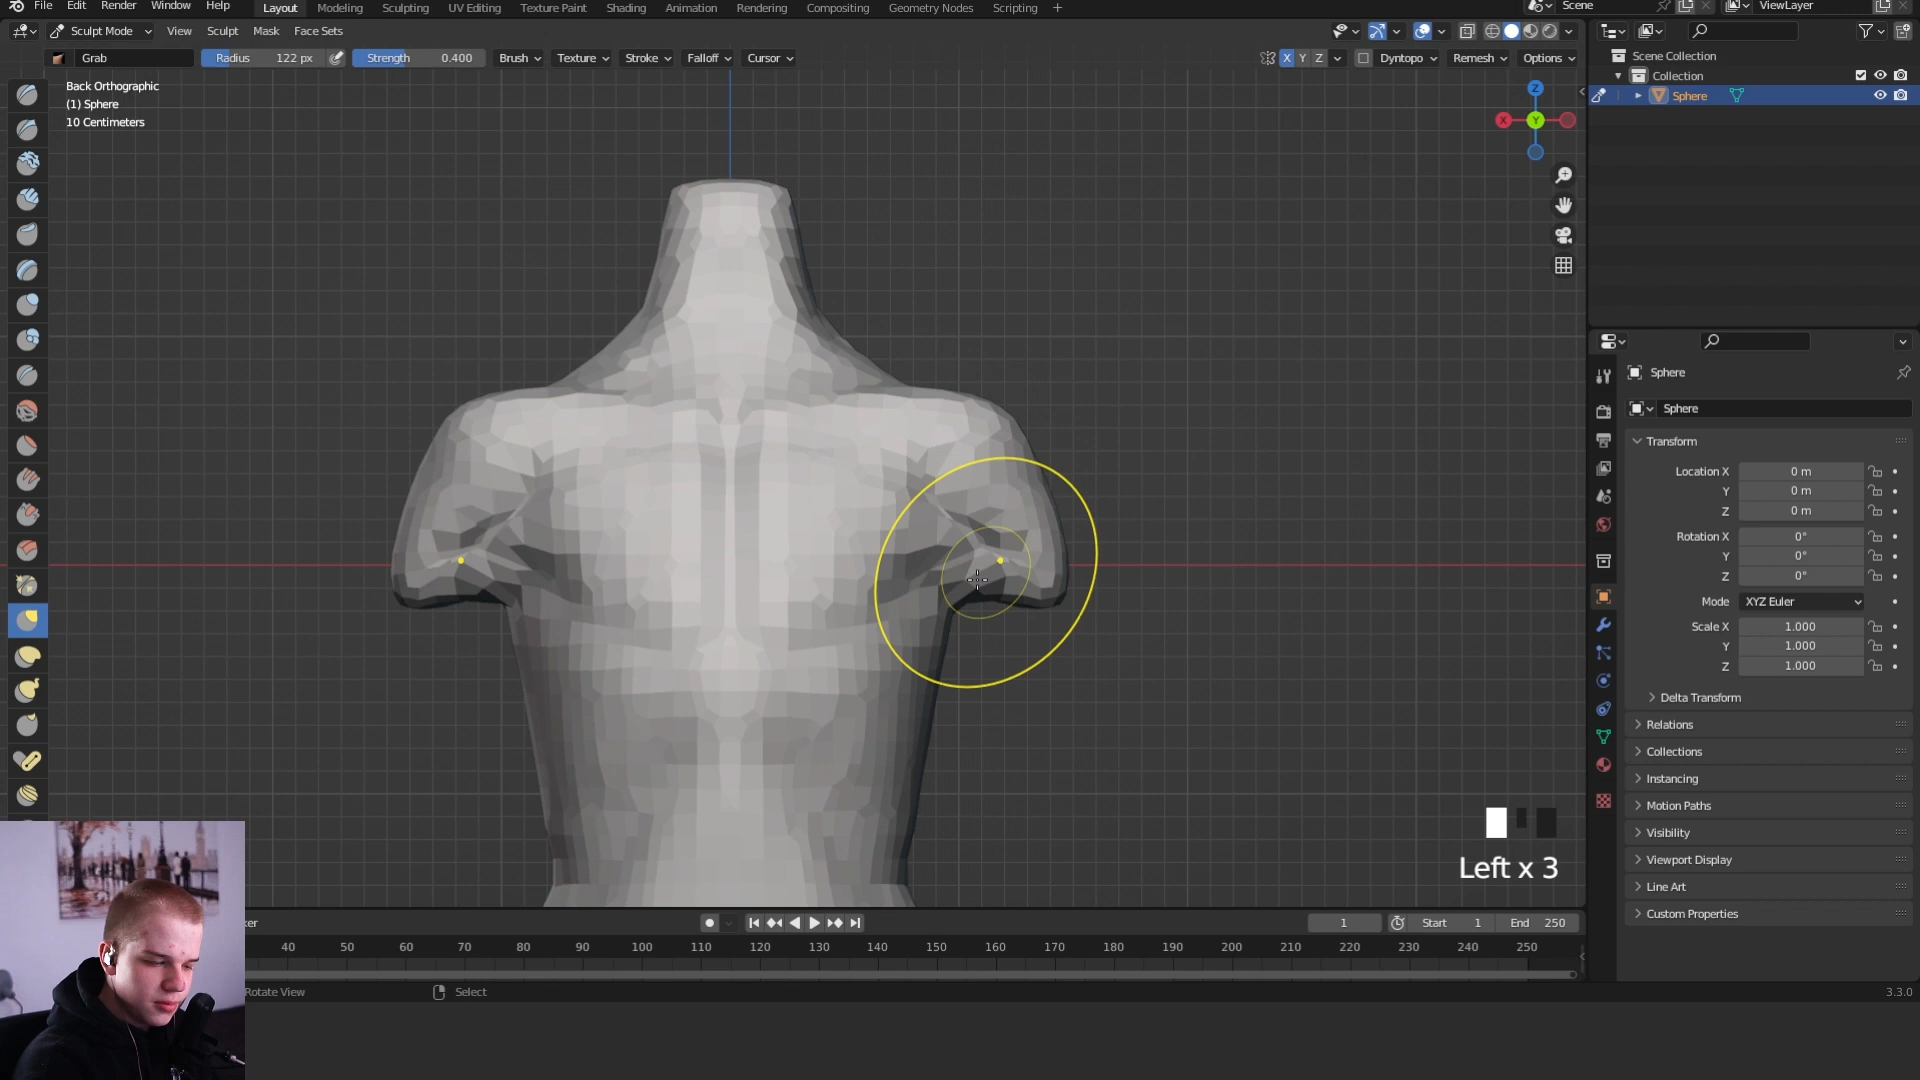 File Edit Render Window Help Layout Modeling Sculpting UV Editing Texture Paint Shading Animation Rendering Compositing Geometry Nodes Scripting + Scene ViewLayer
Sculpt Mode View Sculpt Mask Face Sets
Grab Radius 122 px Strength 0.400 Brush Texture Stroke Falloff Cursor X Y Z Dyntopo Remesh Options
Back Orthographic
(1) Sphere
10 Centimeters
Z
X Y
Scene Collection
Collection
Sphere
Sphere
Sphere
Transform
Location X 0 m
Y 0 m
Z 0 m
Rotation X 0°
Y 0°
Z 0°
Mode XYZ Euler
Scale X 1.000
Y 1.000
Z 1.000
Delta Transform
Relations
Collections
Instancing
Motion Paths
Visibility
Viewport Display
Line Art
Custom Properties
Left x 3
ker 1 Start 1 End 250
40 50 60 70 80 90 100 110 120 130 140 150 160 170 180 190 200 210 220 230 240 250
Rotate View Select 3.3.0